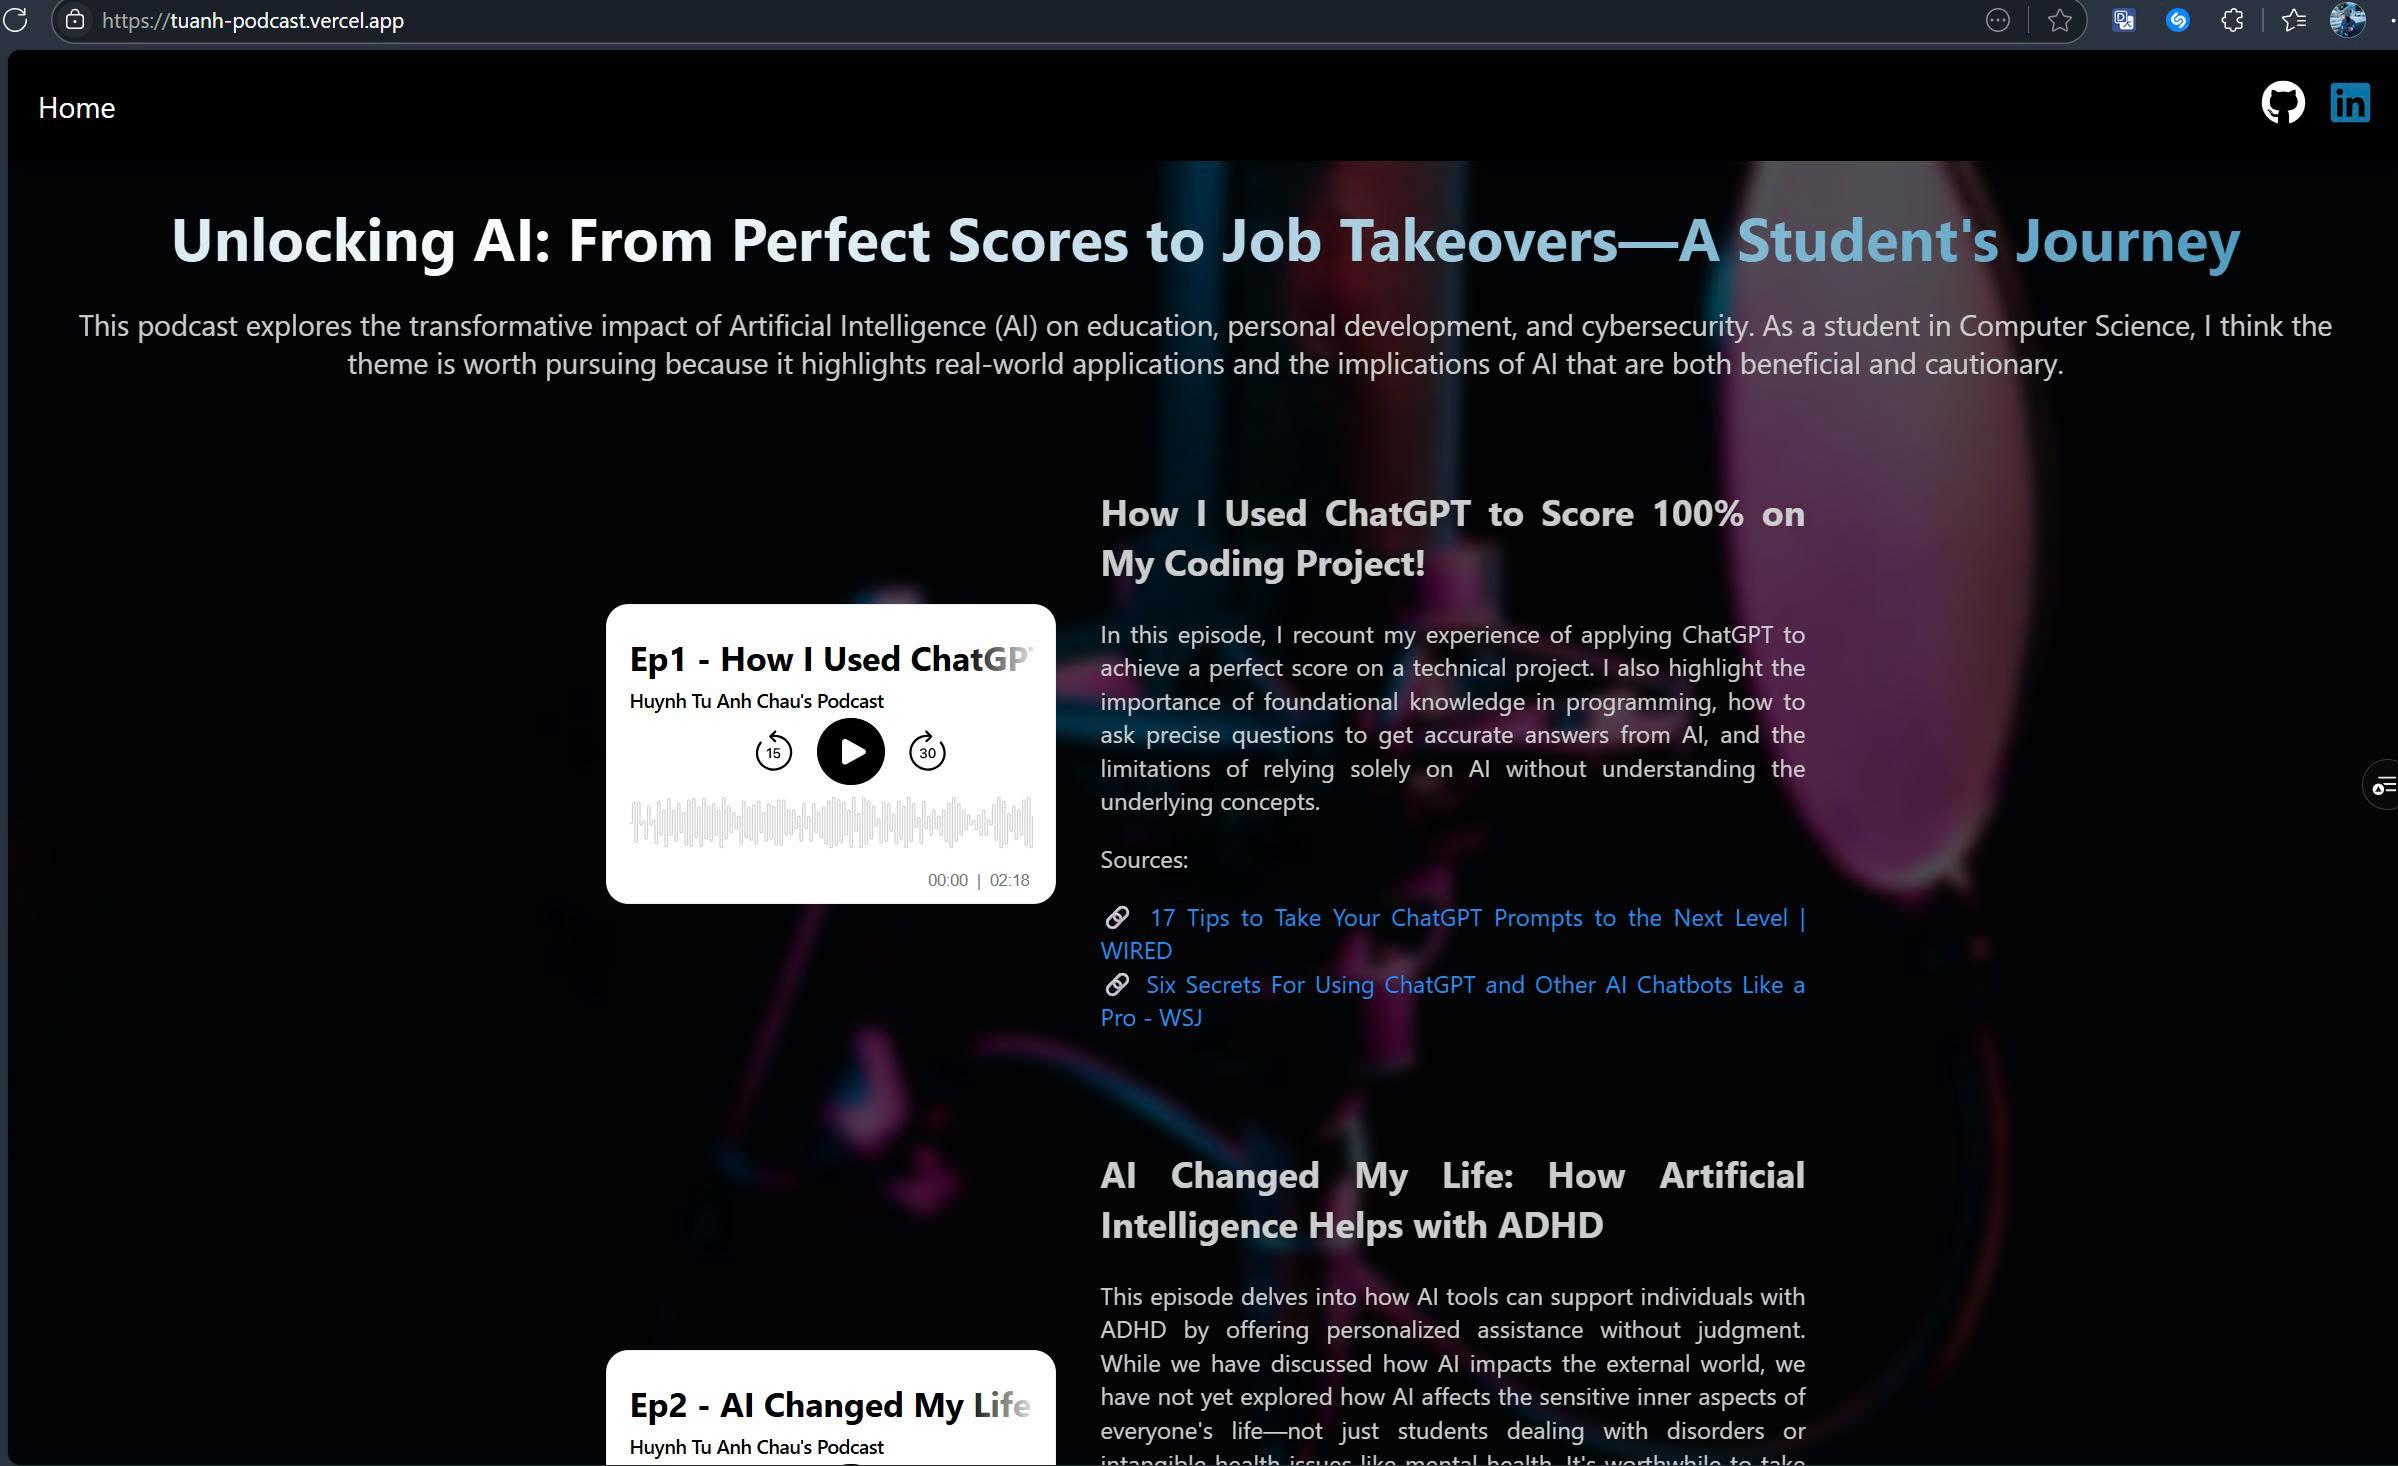 https://tuanh-podcast.vercel.app
Home
in
Unlocking AI: From Perfect Scores to Job Takeovers—A Student's Journey
This podcast explores the transformative impact of Artificial Intelligence (AI) on education, personal development, and cybersecurity. As a student in Computer Science, I think the
theme is worth pursuing because it highlights real-world applications and the implications of AI that are both beneficial and cautionary.
Ep1 - How I Used ChatGP
Huynh Tu Anh Chau's Podcast
15
30
00:00 | 02:18
How I Used ChatGPT to Score 100% on
My Coding Project!
In this episode, I recount my experience of applying ChatGPT to
achieve a perfect score on a technical project. I also highlight the
importance of foundational knowledge in programming, how to
ask precise questions to get accurate answers from AI, and the
limitations of relying solely on AI without understanding the
underlying concepts.
Sources:
17 Tips to Take Your ChatGPT Prompts to the Next Level |
WIRED
Six Secrets For Using ChatGPT and Other AI Chatbots Like a
Pro - WSJ
Ep2 - AI Changed My Life
Huynh Tu Anh Chau's Podcast
AI Changed My Life: How Artificial
Intelligence Helps with ADHD
This episode delves into how AI tools can support individuals with
ADHD by offering personalized assistance without judgment.
While we have discussed how AI impacts the external world, we
have not yet explored how AI affects the sensitive inner aspects of
everyone's life—not just students dealing with disorders or
intangible health issues like mental health. It's worthwhile to take